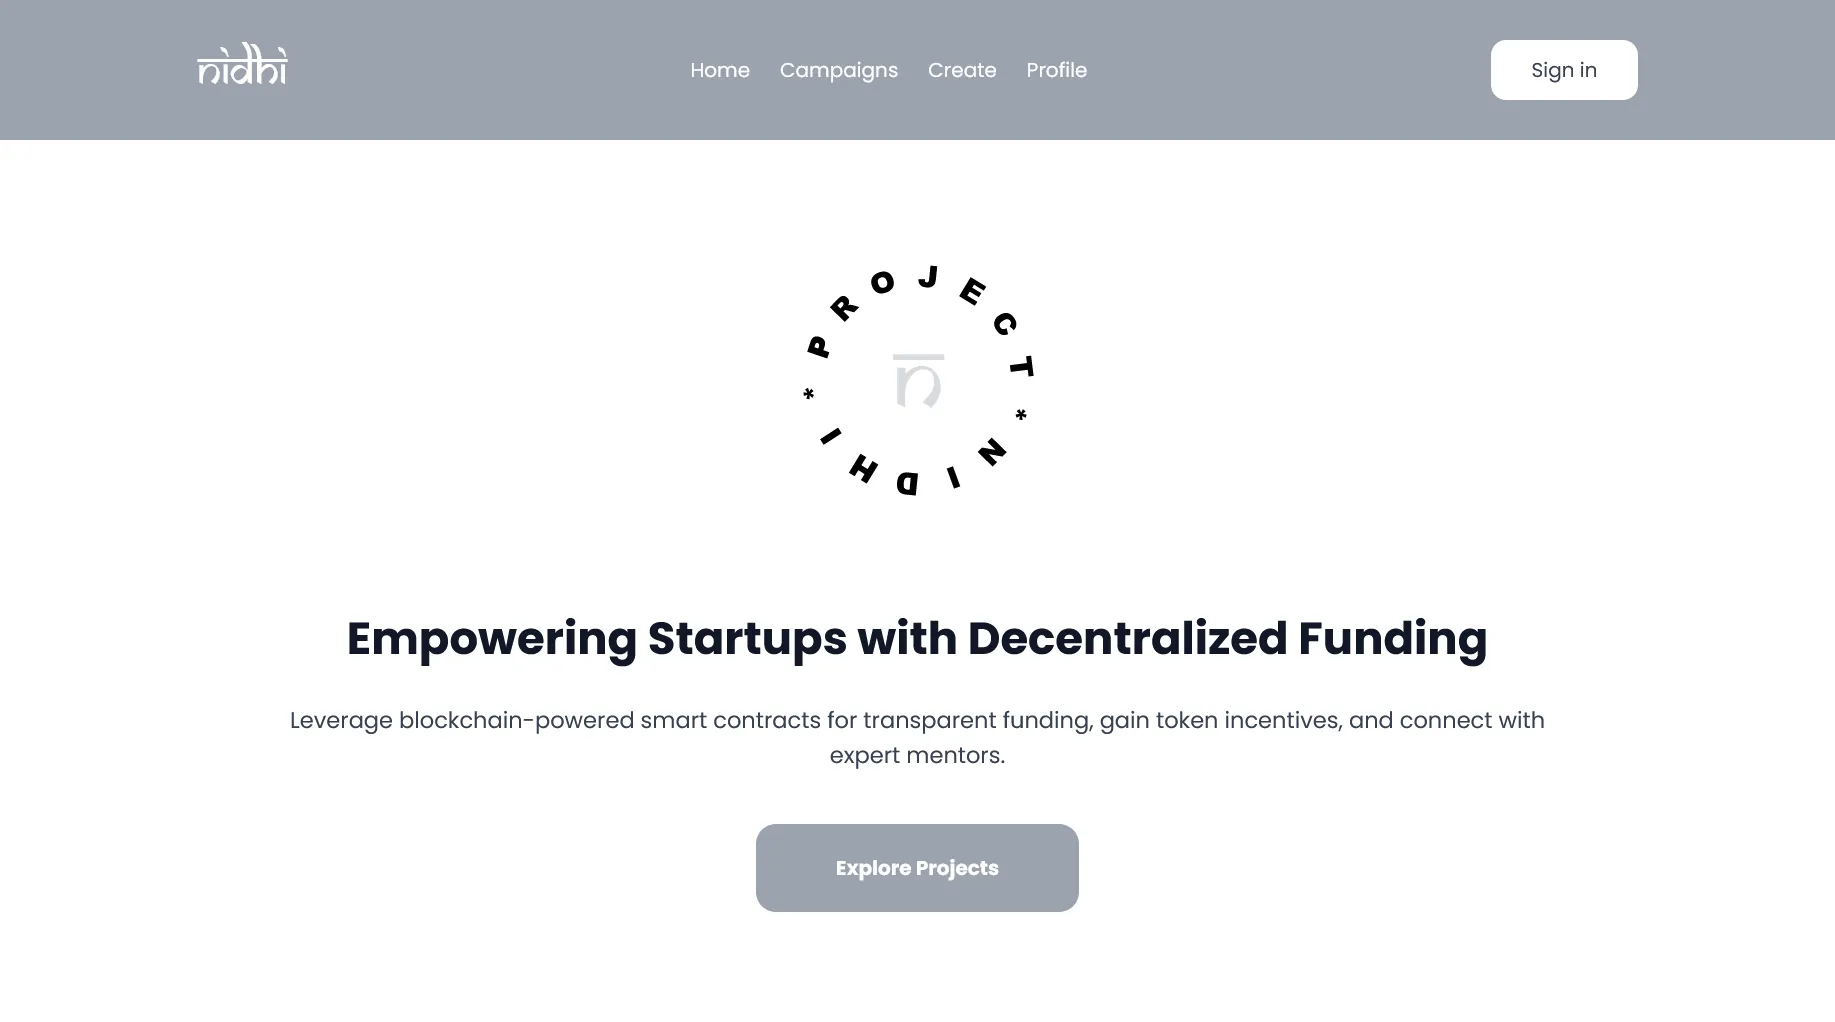 nidhi
Home Campaigns Create Profile
Sign in
PROJECT*NIDHI*
n
Empowering Startups with Decentralized Funding
Leverage blockchain-powered smart contracts for transparent funding, gain token incentives, and connect with
expert mentors.
Explore Projects